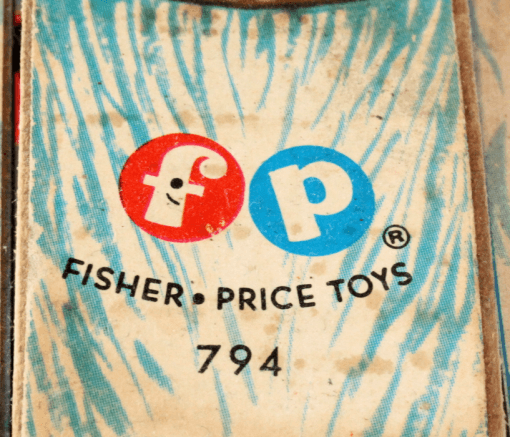 fp®
FISHER • PRICE TOYS
794